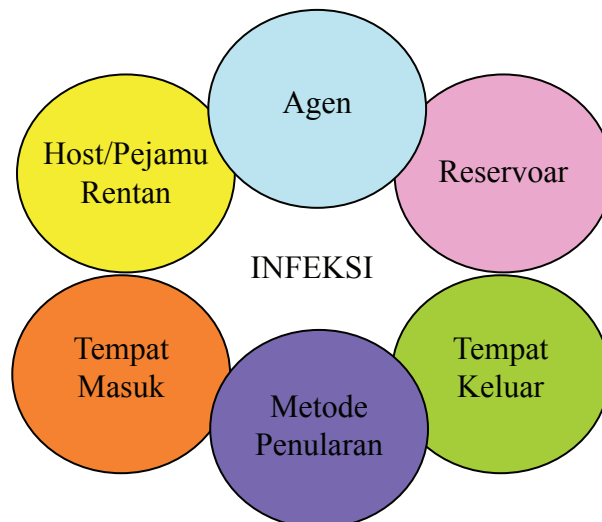 Agen
Host/Pejamu
Rentan
Reservoar
INFEKSI
Tempat
Masuk
Tempat
Keluar
Metode
Penularan